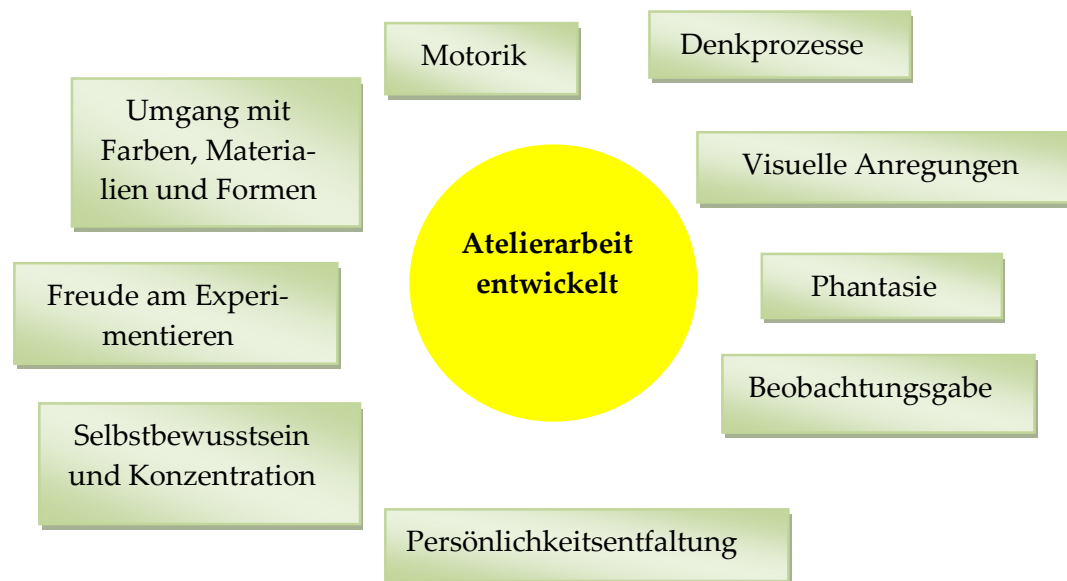 Motorik
Denkprozesse
Umgang mit
Farben, Materia-
lien und Formen
Visuelle Anregungen
Atelierarbeit
entwickelt
Freude am Experi-
mentieren
Phantasie
Beobachtungsgabe
Selbstbewusstsein
und Konzentration
Persönlichkeitsentfaltung